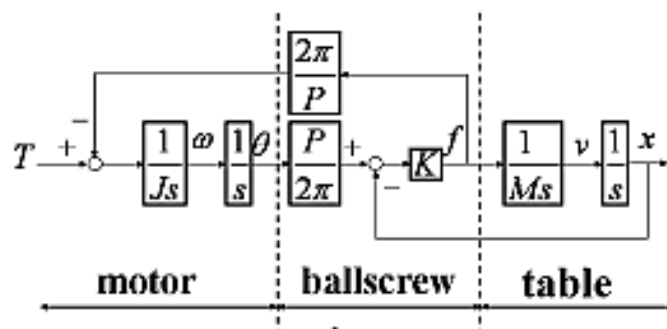 2π
P
−
T + 1 ω 1 θ P + K f 1 v 1 x
Js s 2π − Ms s
motor ballscrew table